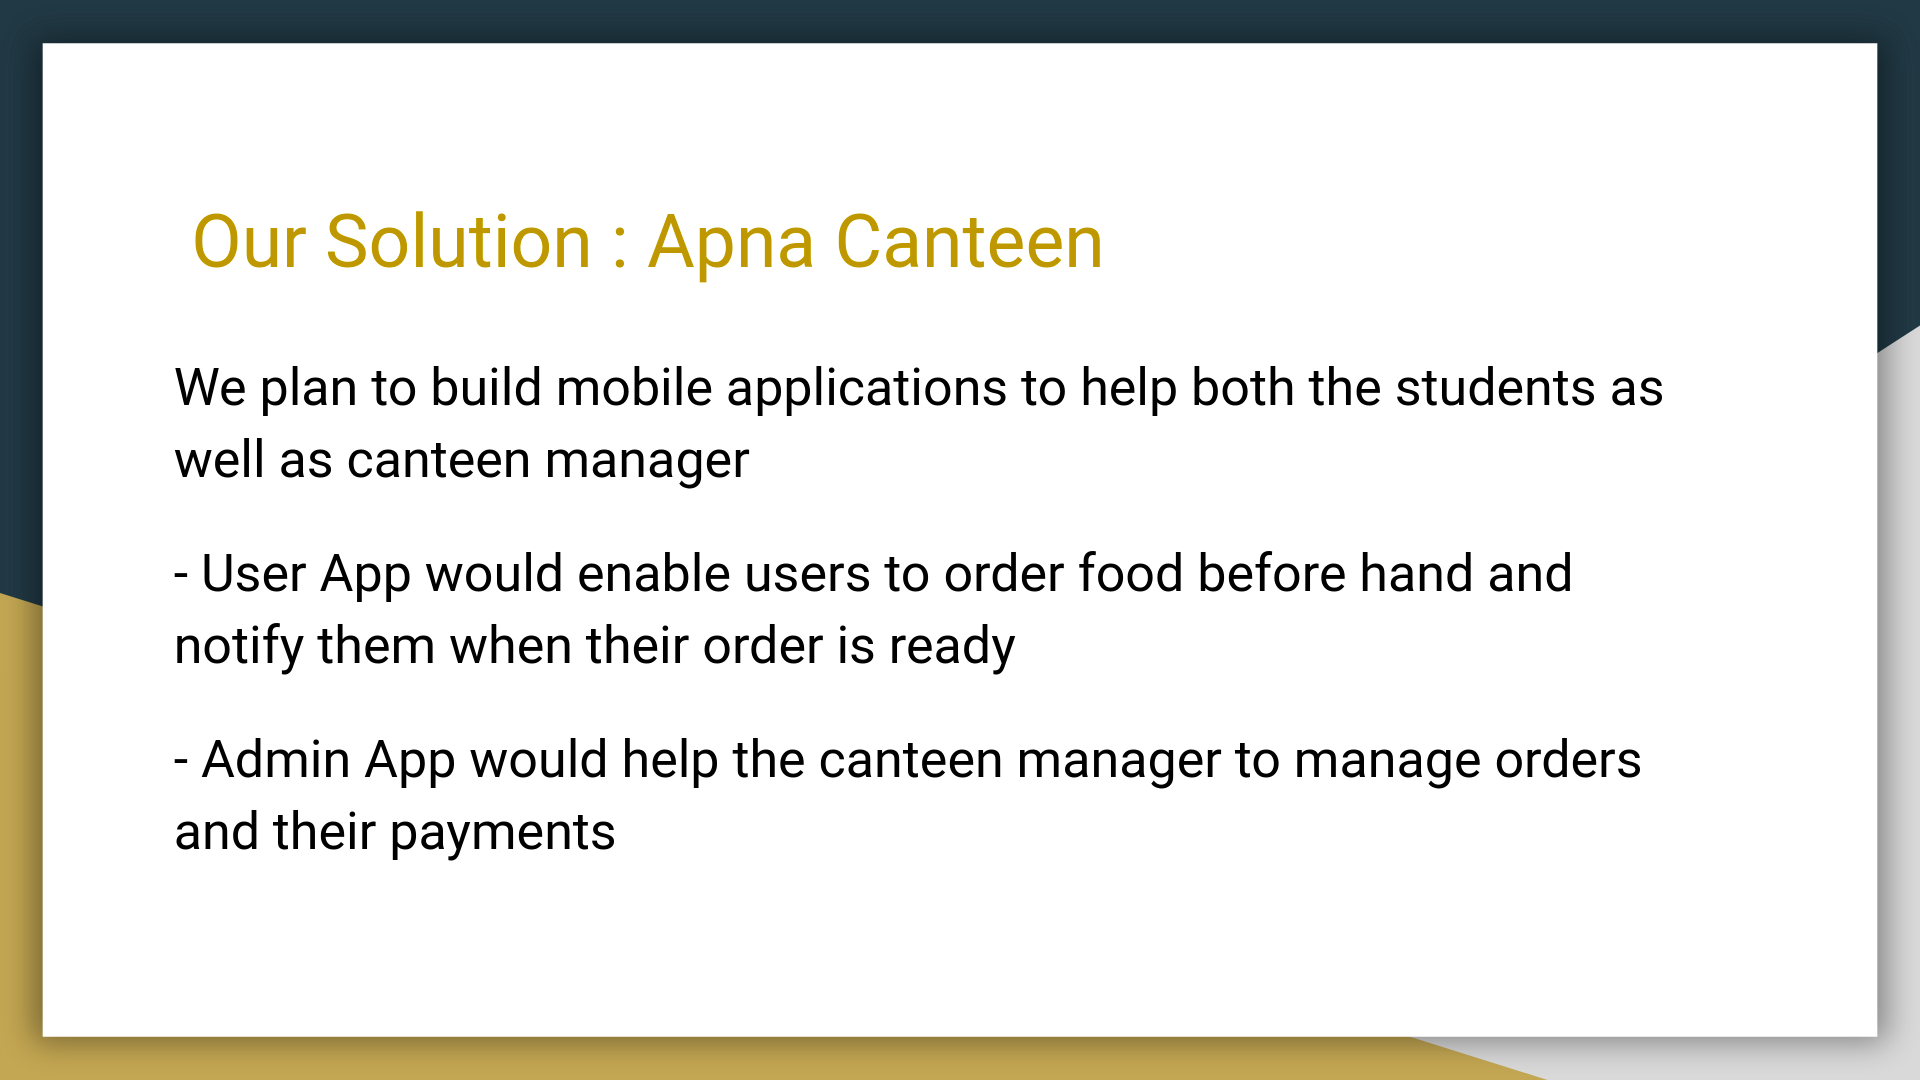 Our Solution : Apna Canteen
We plan to build mobile applications to help both the students as
well as canteen manager
- User App would enable users to order food before hand and
notify them when their order is ready
- Admin App would help the canteen manager to manage orders
and their payments